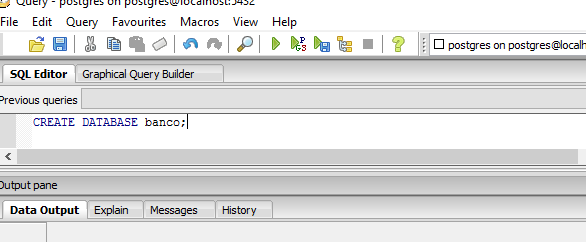 Query - postgres on postgres@localhost:5432
File Edit Query Favourites Macros View Help
postgres on postgres@localh
SQL Editor Graphical Query Builder
Previous queries
CREATE DATABASE banco;
Output pane
Data Output Explain Messages History